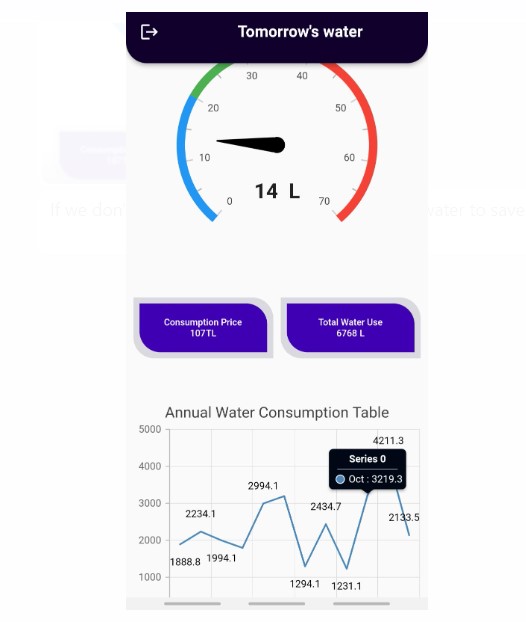 Tomorrow's water
30
40
20
50
10
60
14 L
0
70
Consumption Price
107TL
Total Water Use
6768 L
If we don
water to save
Annual Water Consumption Table
5000
4211.3
Series 0
4000
Oct : 3219.3
2994.1
3000
2434.7
2234.1
2133.5
2000
1888.8
1994.1
1294.1
1231.1
1000